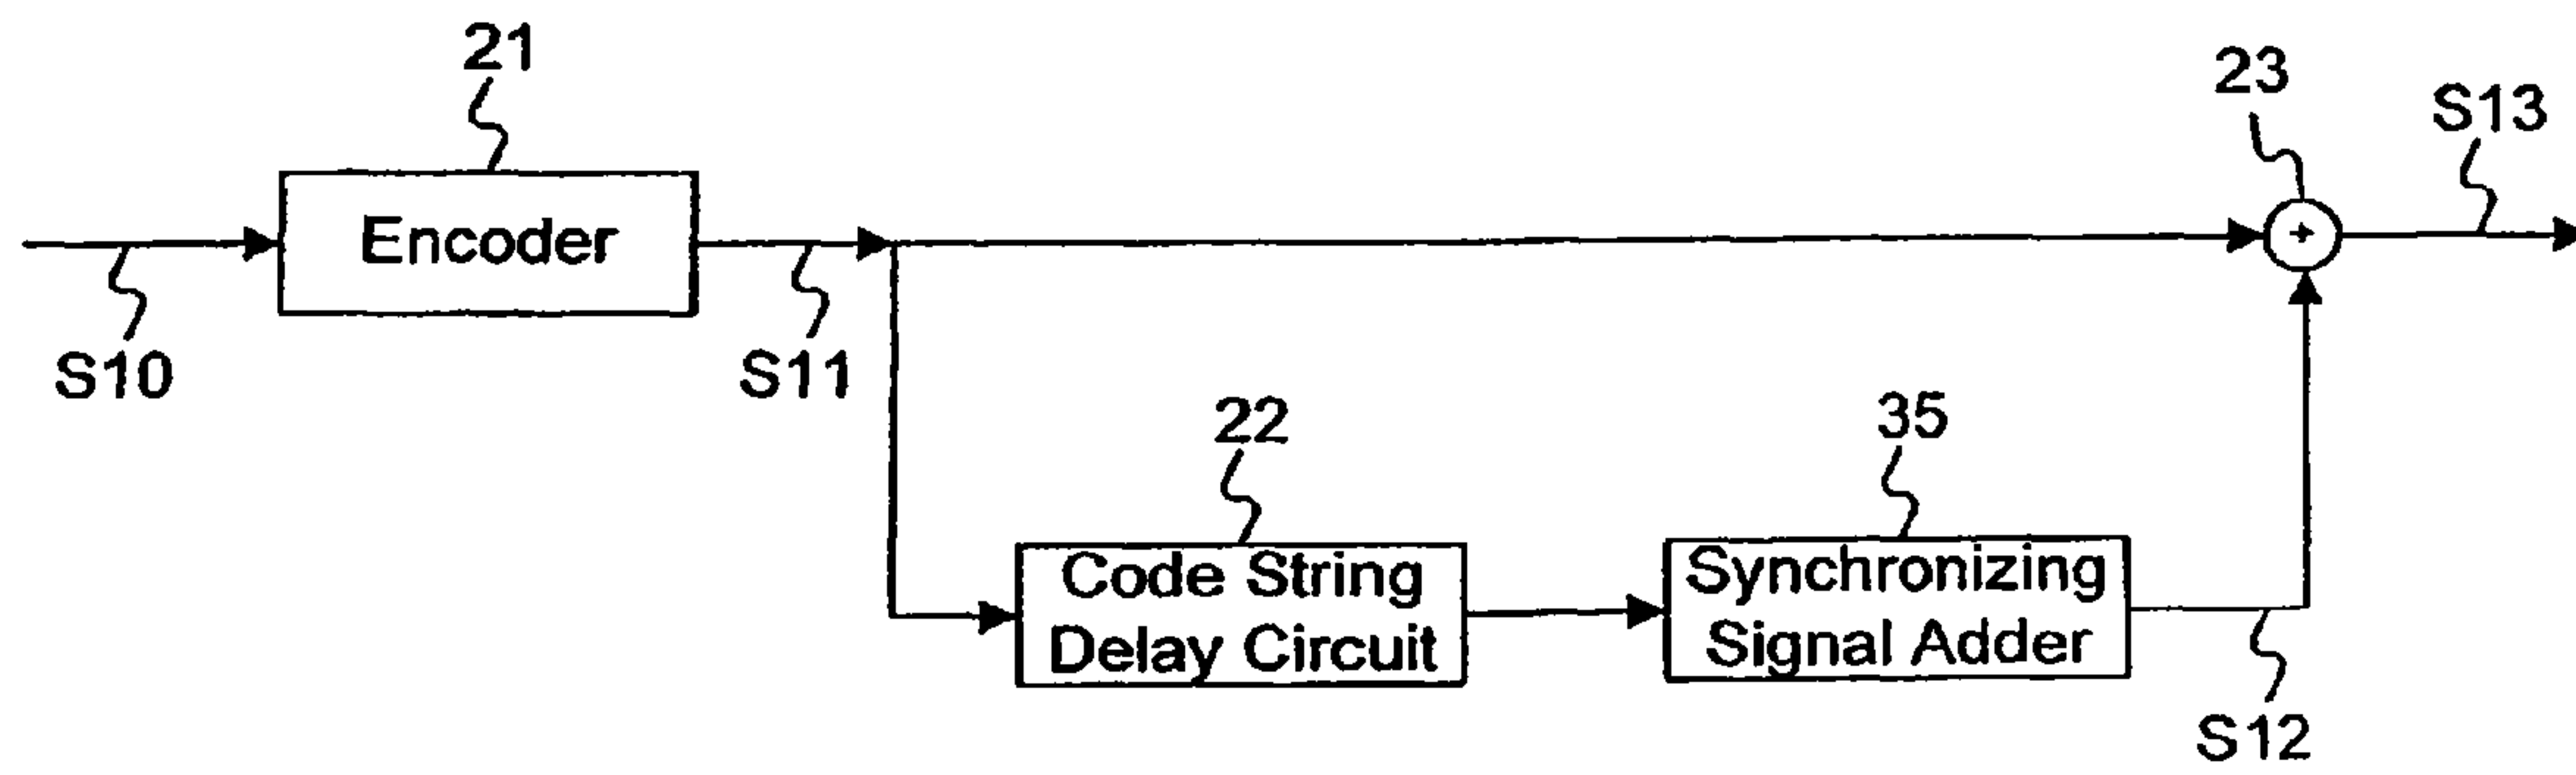 21
23
S13
Encoder
+
S10
S11
22
35
Code String
Delay Circuit
Synchronizing
Signal Adder
S12